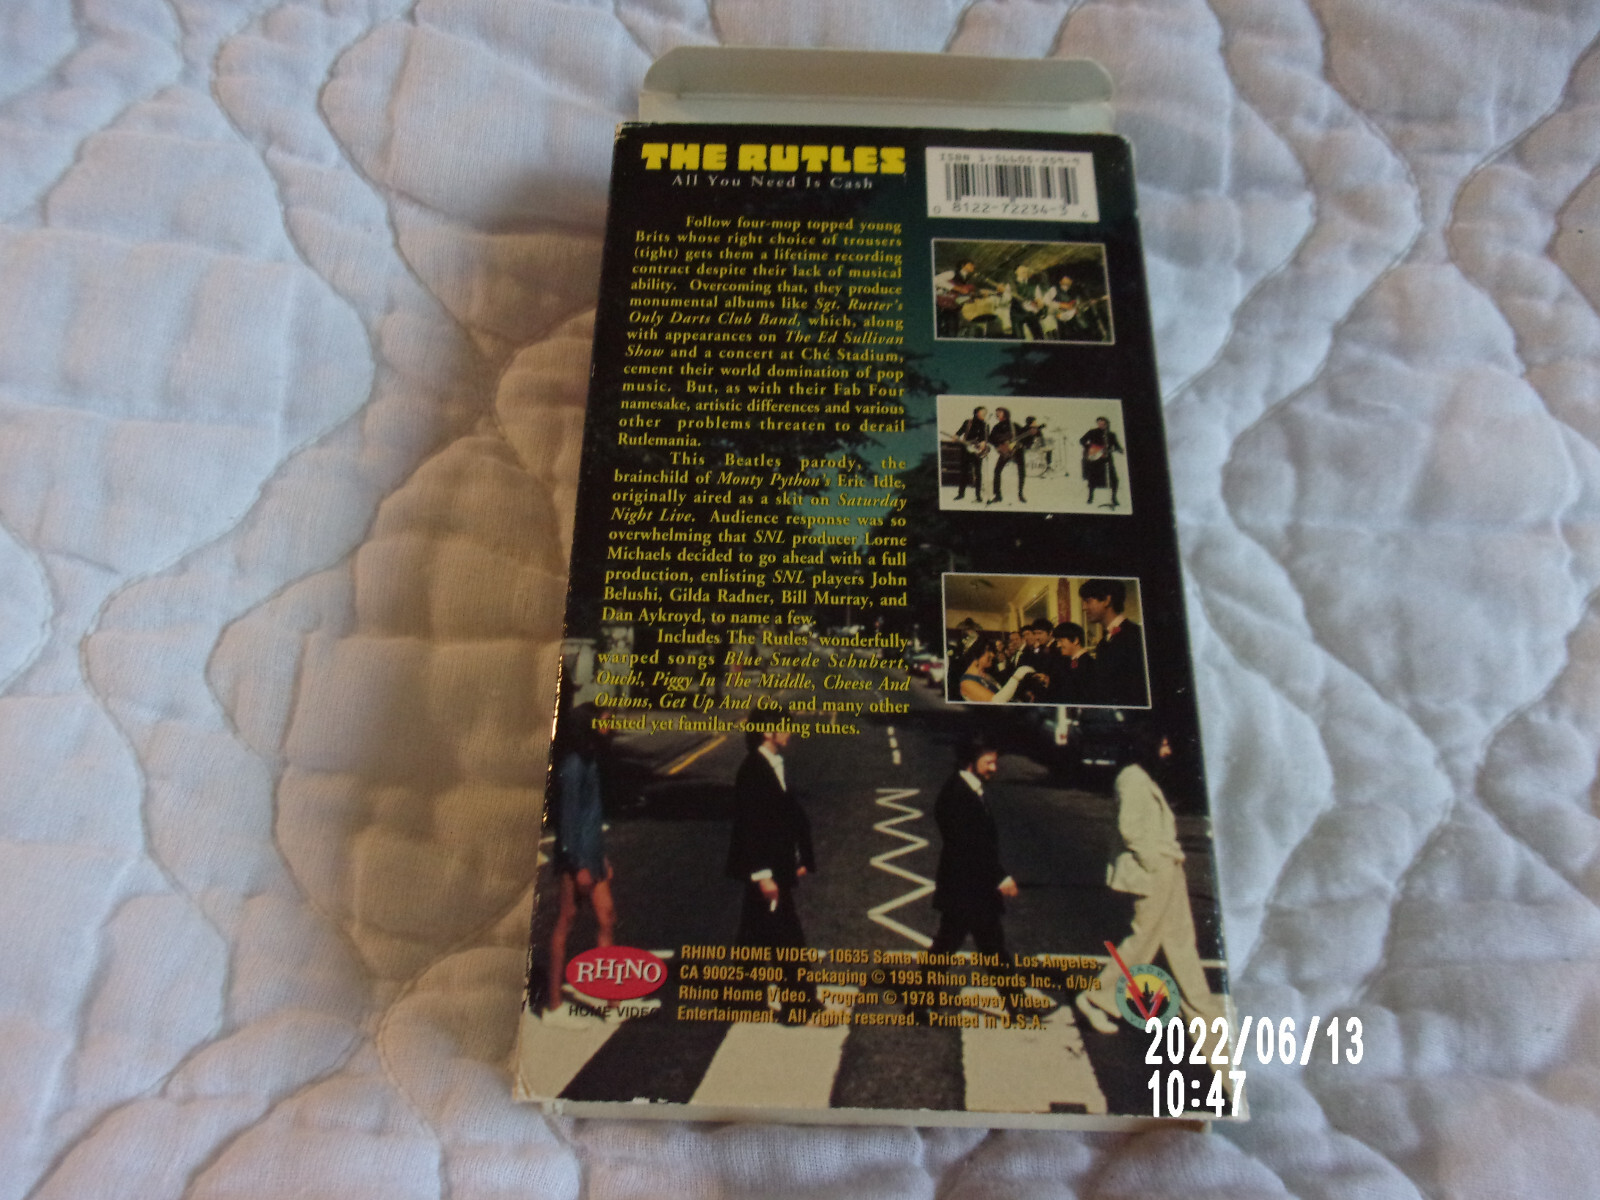 THE RUTLES
All You Need Is Cash
ISBN 1-56605-259-9
0 8122-72234-3 4
Follow four-mop topped young
Brits whose right choice of trousers
(tight) gets them a lifetime recording
contract despite their lack of musical
ability. Overcoming that, they produce
monumental albums like Sgt. Rutter's
Only Darts Club Band, which, along
with appearances on The Ed Sullivan
Show and a concert at Ché Stadium,
cement their world domination of pop
music. But, as with their Fab Four
namesake, artistic differences and various
other problems threaten to derail
Rutlemania.
This Beatles parody, the
brainchild of Monty Python's Eric Idle,
originally aired as a skit on Saturday
Night Live. Audience response was so
overwhelming that SNL producer Lorne
Michaels decided to go ahead with a full
production, enlisting SNL players John
Belushi, Gilda Radner, Bill Murray, and
Dan Aykroyd, to name a few.
Includes The Rutles' wonderfully
warped songs Blue Suede Schubert,
Ouch!, Piggy In The Middle, Cheese And
Onions, Get Up And Go, and many other
twisted yet familar-sounding tunes.
RHINO
HOME VIDEO
RHINO HOME VIDEO, 10635 Santa Monica Blvd., Los Angeles,
CA 90025-4900. Packaging © 1995 Rhino Records Inc., d/b/a
Rhino Home Video. Program © 1978 Broadway Video
Entertainment. All rights reserved. Printed in U.S.A.
BROADWAY
2022/06/13
10:47